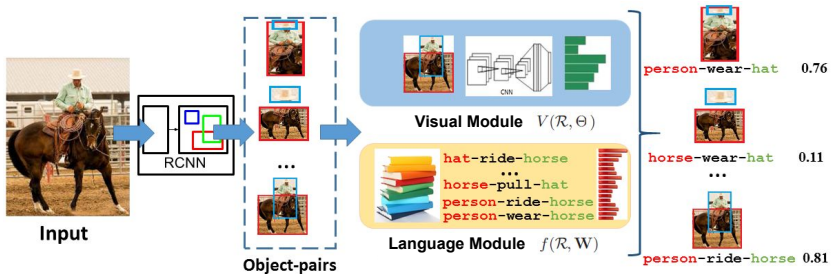 Input
RCNN
...
Object-pairs
CNN
Visual Module V(R, Θ)
hat-ride-horse
...
horse-pull-hat
person-ride-horse
person-wear-horse
Language Module f(R, W)
person-wear-hat 0.76
horse-wear-hat 0.11
...
person-ride-horse 0.81